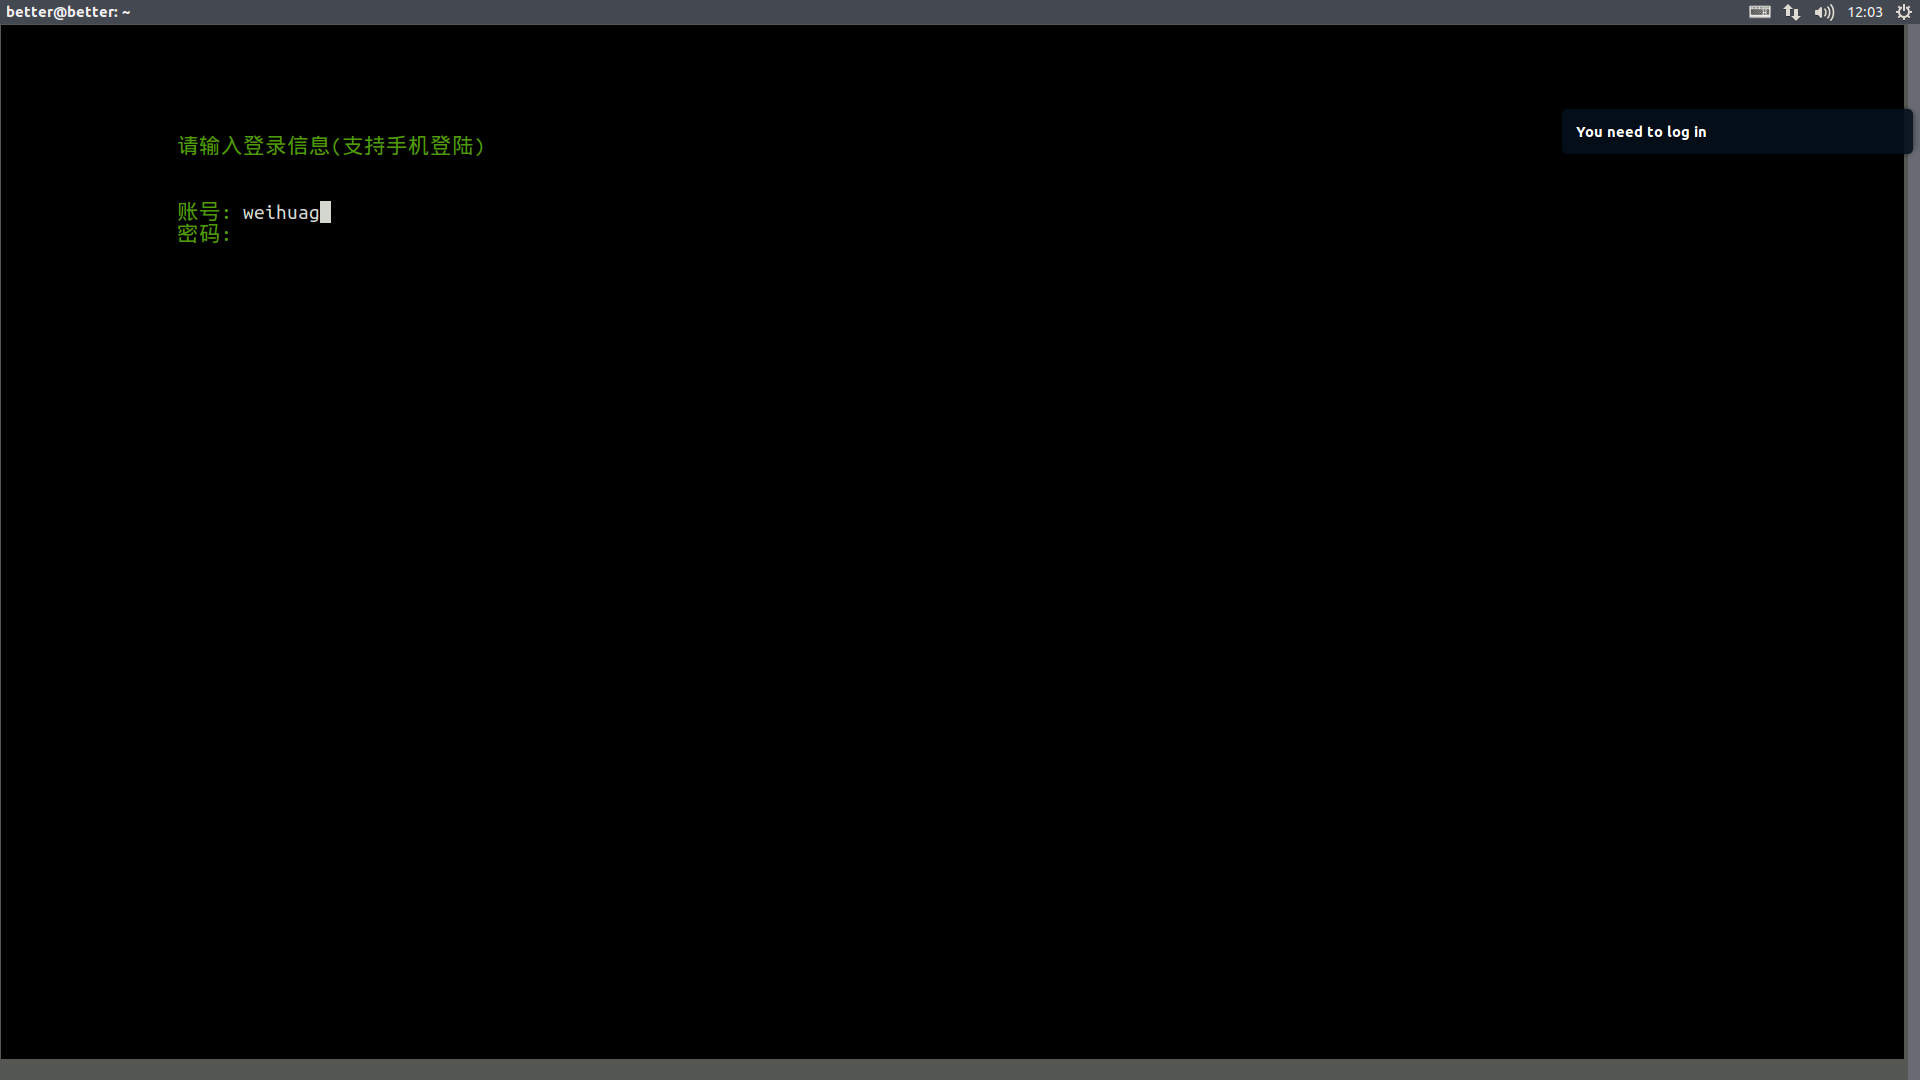 better@better: ~
12:03
You need to log in
请输入登录信息(支持手机登陆)
账号: weihuag
密码: